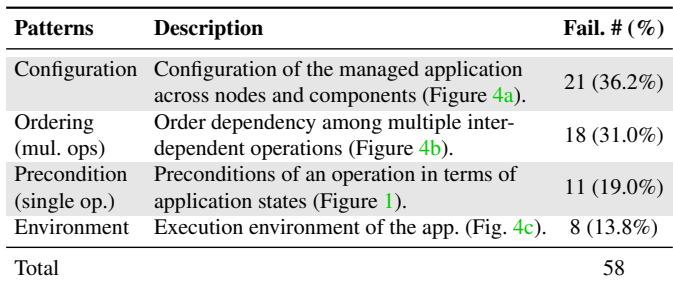 Patterns Description Fail. # (%)
Configuration Configuration of the managed application
across nodes and components (Figure 4a). 21 (36.2%)
Ordering Order dependency among multiple inter-
(mul. ops) dependent operations (Figure 4b). 18 (31.0%)
Precondition Preconditions of an operation in terms of
(single op.) application states (Figure 1). 11 (19.0%)
Environment Execution environment of the app. (Fig. 4c). 8 (13.8%)
Total 58